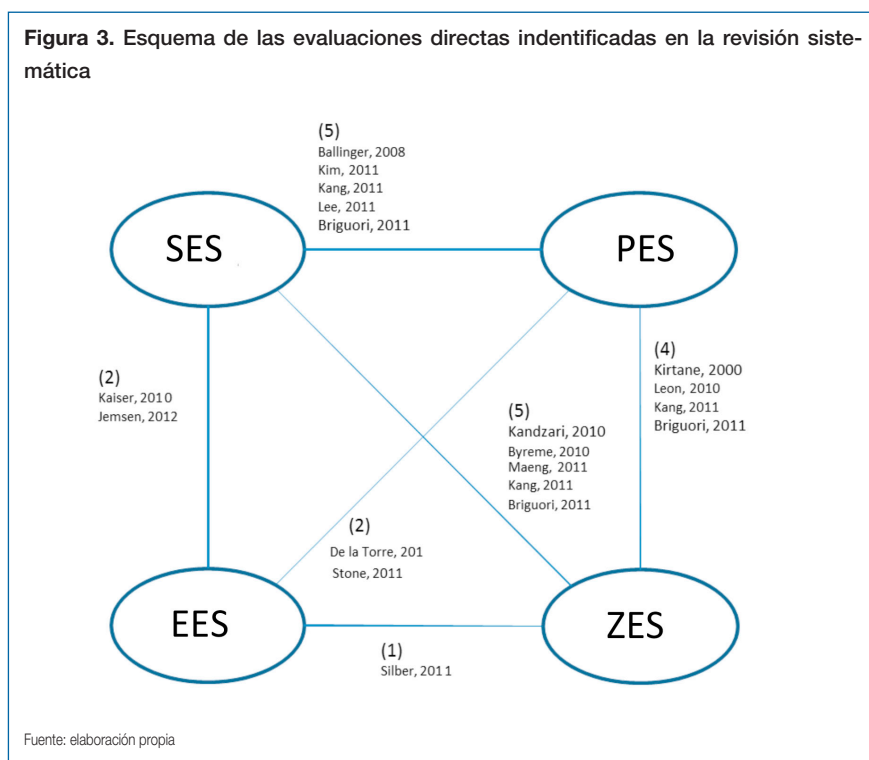 Figura 3. Esquema de las evaluaciones directas indentificadas en la revisión siste-
mática
(5)
Ballinger, 2008
Kim, 2011
Kang, 2011
Lee, 2011
Briguori, 2011
SES
PES
(2)
Kaiser, 2010
Jemsen, 2012
(4)
Kirtane, 2000
Leon, 2010
Kang, 2011
Briguori, 2011
(5)
Kandzari, 2010
Byreme, 2010
Maeng, 2011
Kang, 2011
Briguori, 2011
(2)
De la Torre, 201
Stone, 2011
EES
ZES
(1)
Silber, 2011
Fuente: elaboración propia